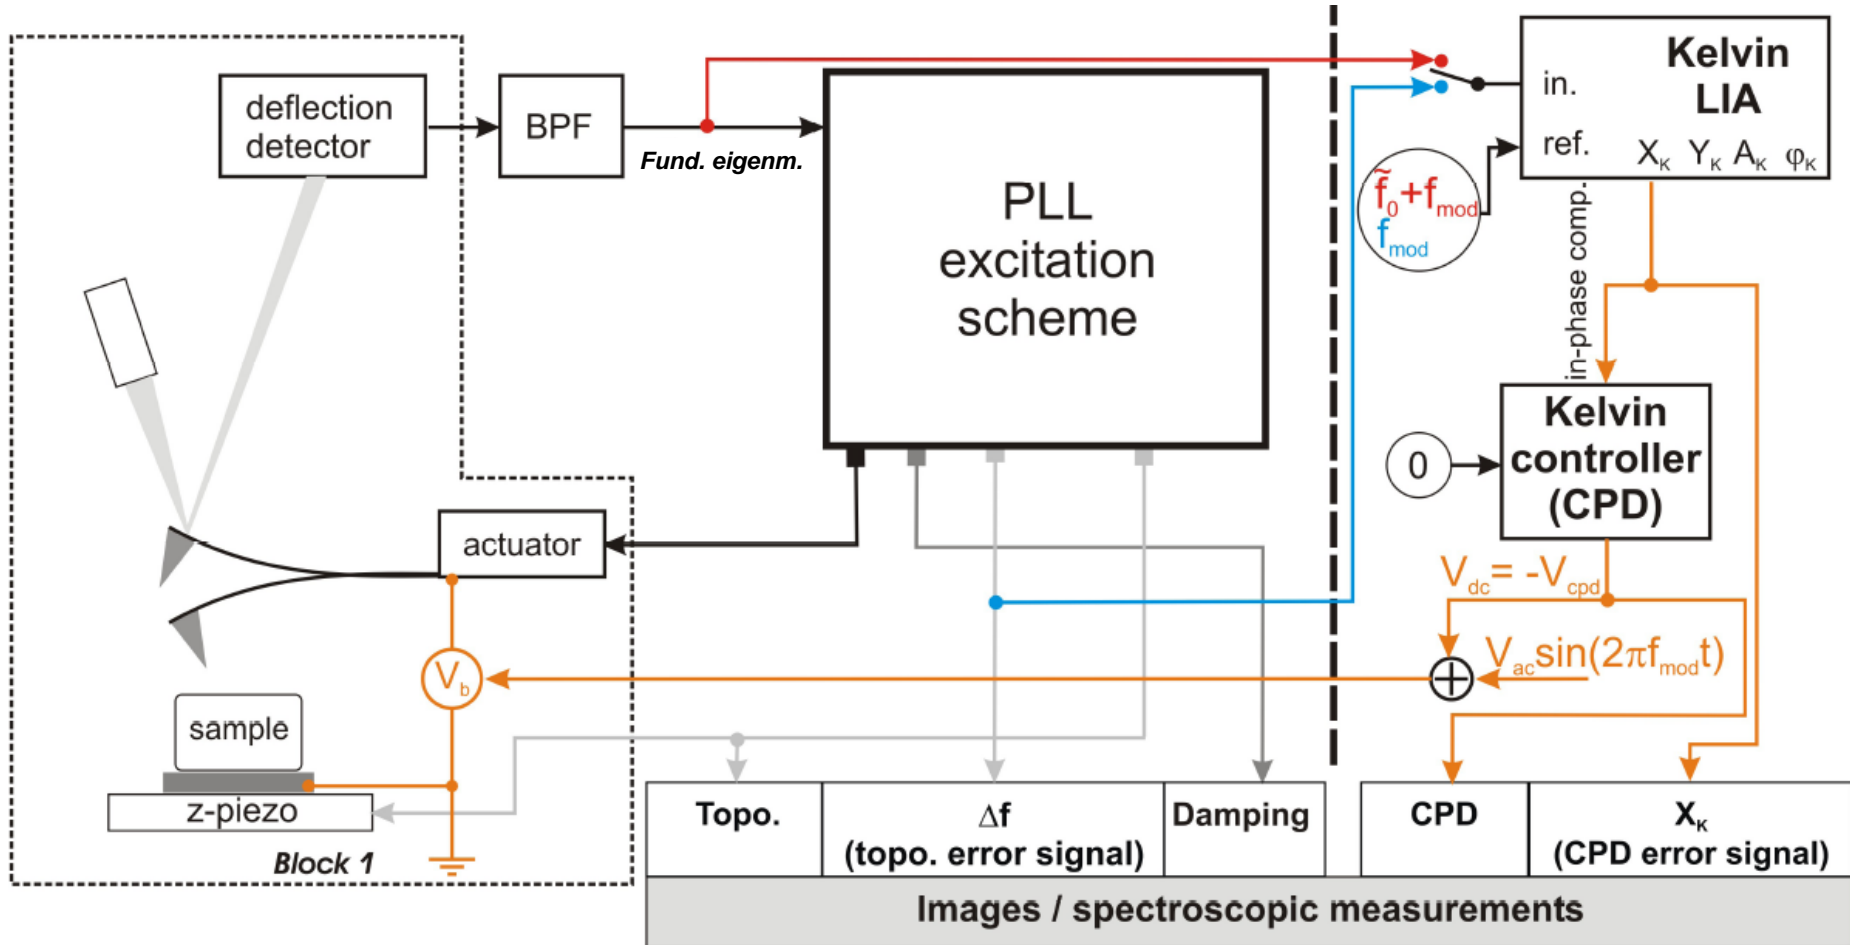 deflection
detector
BPF
Fund. eigenm.
PLL
excitation
scheme
Kelvin
LIA
in.
ref.
X_K Y_K A_K φ_K
f̃_0+f_mod
f_mod
in-phase comp.
Kelvin
controller
(CPD)
0
V_dc= -V_cpd
V_ac sin(2πf_mod t)
actuator
V_b
sample
z-piezo
Block 1
Topo.
Δf
(topo. error signal)
Damping
CPD
X_K
(CPD error signal)
Images / spectroscopic measurements